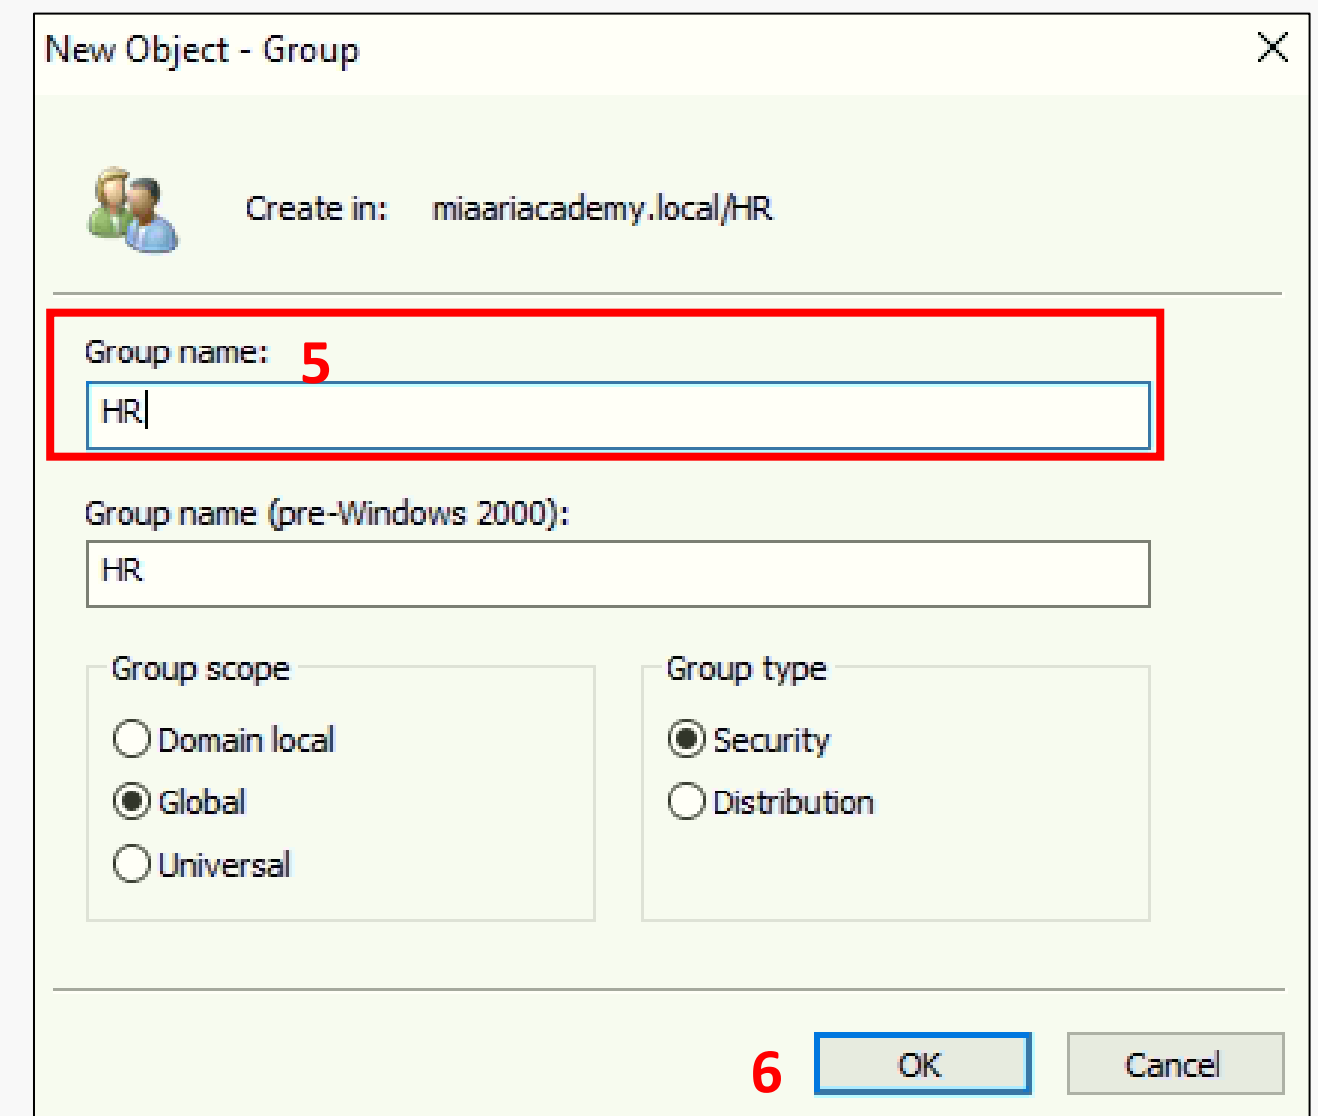 New Object - Group
Create in: miaariacademy.local/HR
Group name: 5
HR
Group name (pre-Windows 2000):
HR
Group scope
Domain local
Global
Universal
Group type
Security
Distribution
6 OK Cancel